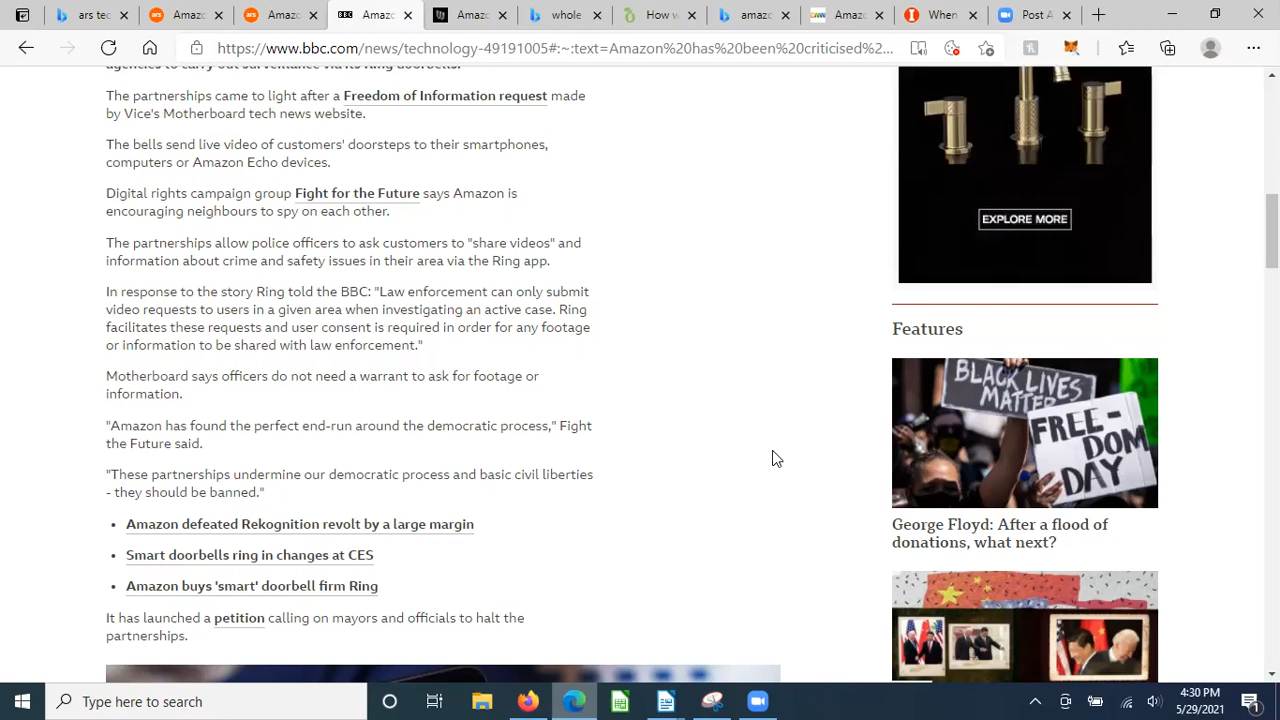 ars Amaz
ars Amaz
BBC Amazo
Amaz
whole
How w
amazo
CNN Amaz
When
Post A
https://www.bbc.com/news/technology-49191005#:~:text=Amazon%20has%20been%20criticised%2...
agencies to carry out surveillance via its Ring doorbells.
The partnerships came to light after a Freedom of Information request made
by Vice's Motherboard tech news website.
The bells send live video of customers' doorsteps to their smartphones,
computers or Amazon Echo devices.
Digital rights campaign group Fight for the Future says Amazon is
encouraging neighbours to spy on each other.
The partnerships allow police officers to ask customers to "share videos" and
information about crime and safety issues in their area via the Ring app.
In response to the story Ring told the BBC: "Law enforcement can only submit
video requests to users in a given area when investigating an active case. Ring
facilitates these requests and user consent is required in order for any footage
or information to be shared with law enforcement."
Motherboard says officers do not need a warrant to ask for footage or
information.
"Amazon has found the perfect end-run around the democratic process," Fight
the Future said.
"These partnerships undermine our democratic process and basic civil liberties
- they should be banned."
• Amazon defeated Rekognition revolt by a large margin
• Smart doorbells ring in changes at CES
• Amazon buys 'smart' doorbell firm Ring
It has launched a petition calling on mayors and officials to halt the
partnerships.
EXPLORE MORE
Features
BLACK LIVES
MATTER
FREE-
DOM
DAY
George Floyd: After a flood of
donations, what next?
Type here to search
4:30 PM
5/29/2021